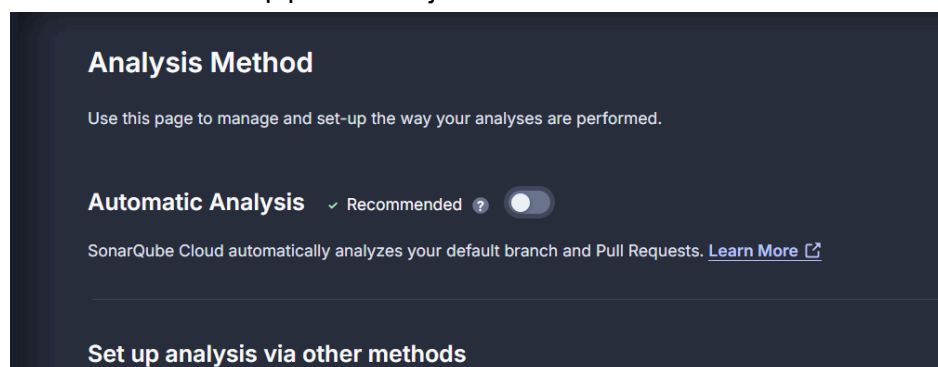 Analysis Method
Use this page to manage and set-up the way your analyses are performed.
Automatic Analysis ✓ Recommended ?
SonarQube Cloud automatically analyzes your default branch and Pull Requests. Learn More
Set up analysis via other methods